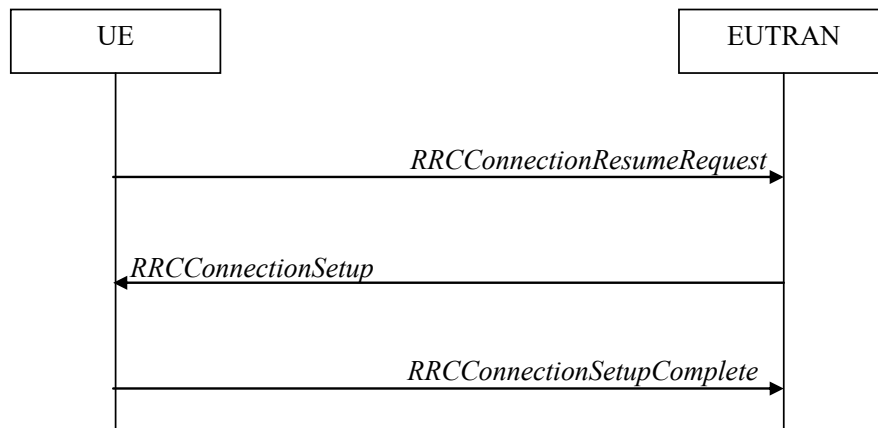 UE
EUTRAN
RRCConnectionResumeRequest
RRCConnectionSetup
RRCConnectionSetupComplete